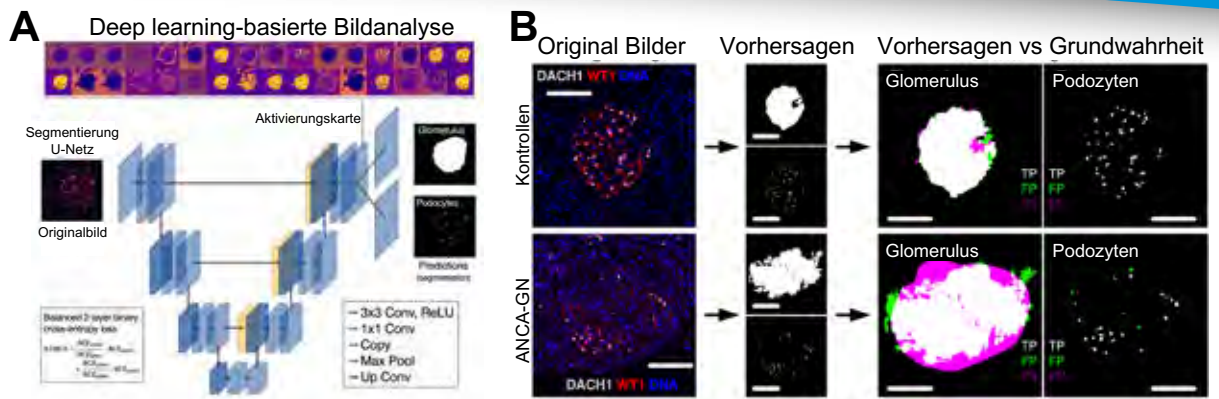 A
Deep learning-basierte Bildanalyse
Aktivierungskarte
Segmentierung
U-Netz
Originalbild
Glomerulus
Podocytes
Predictions
(segmentation)
Balanced 2-layer binary
cross-entropy loss
3x3 Conv, ReLU
1x1 Conv
Copy
Max Pool
Up Conv
B
Original Bilder
Vorhersagen
Vorhersagen vs Grundwahrheit
Kontrollen
DACH1 WT1 DNA
Glomerulus
TP
FP
Podozyten
TP
FP
ANCA-GN
DACH1 WT1 DNA
Glomerulus
TP
FP
Podozyten
TP
FP